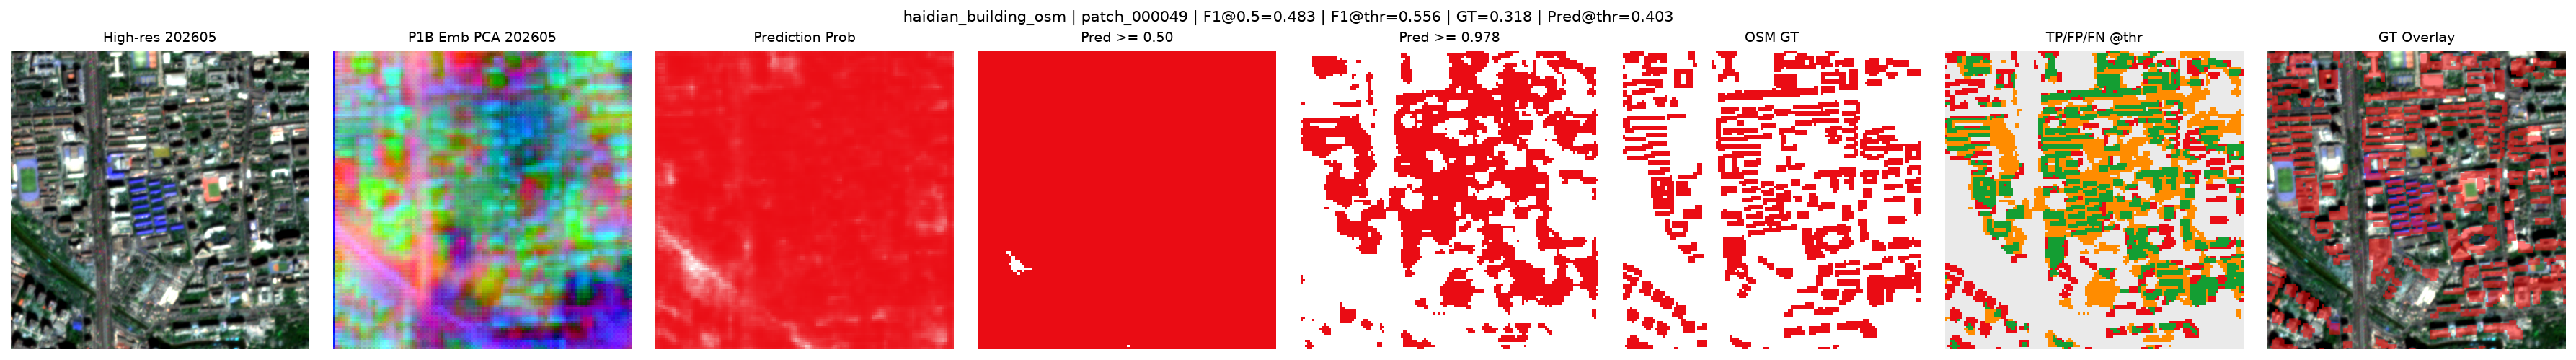 haidian_building_osm | patch_000049 | F1@0.5=0.483 | F1@thr=0.556 | GT=0.318 | Pred@thr=0.403
High-res 202605
P1B Emb PCA 202605
Prediction Prob
Pred >= 0.50
Pred >= 0.978
OSM GT
TP/FP/FN @thr
GT Overlay